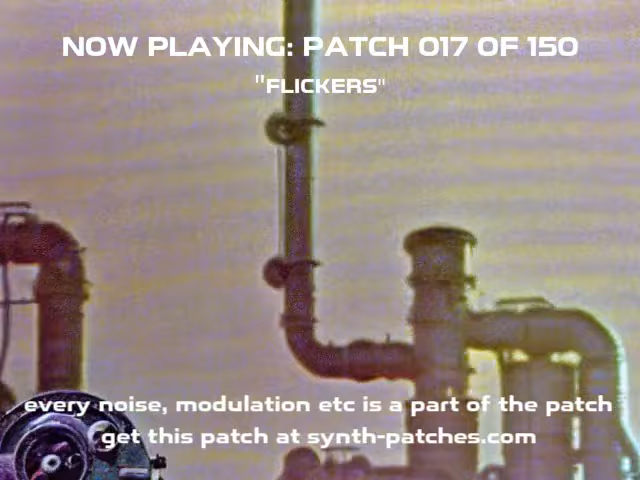 NOW PLAYING: PATCH 017 OF 150
"FLICKERS"
every noise, modulation etc is a part of the patch
get this patch at synth-patches.com